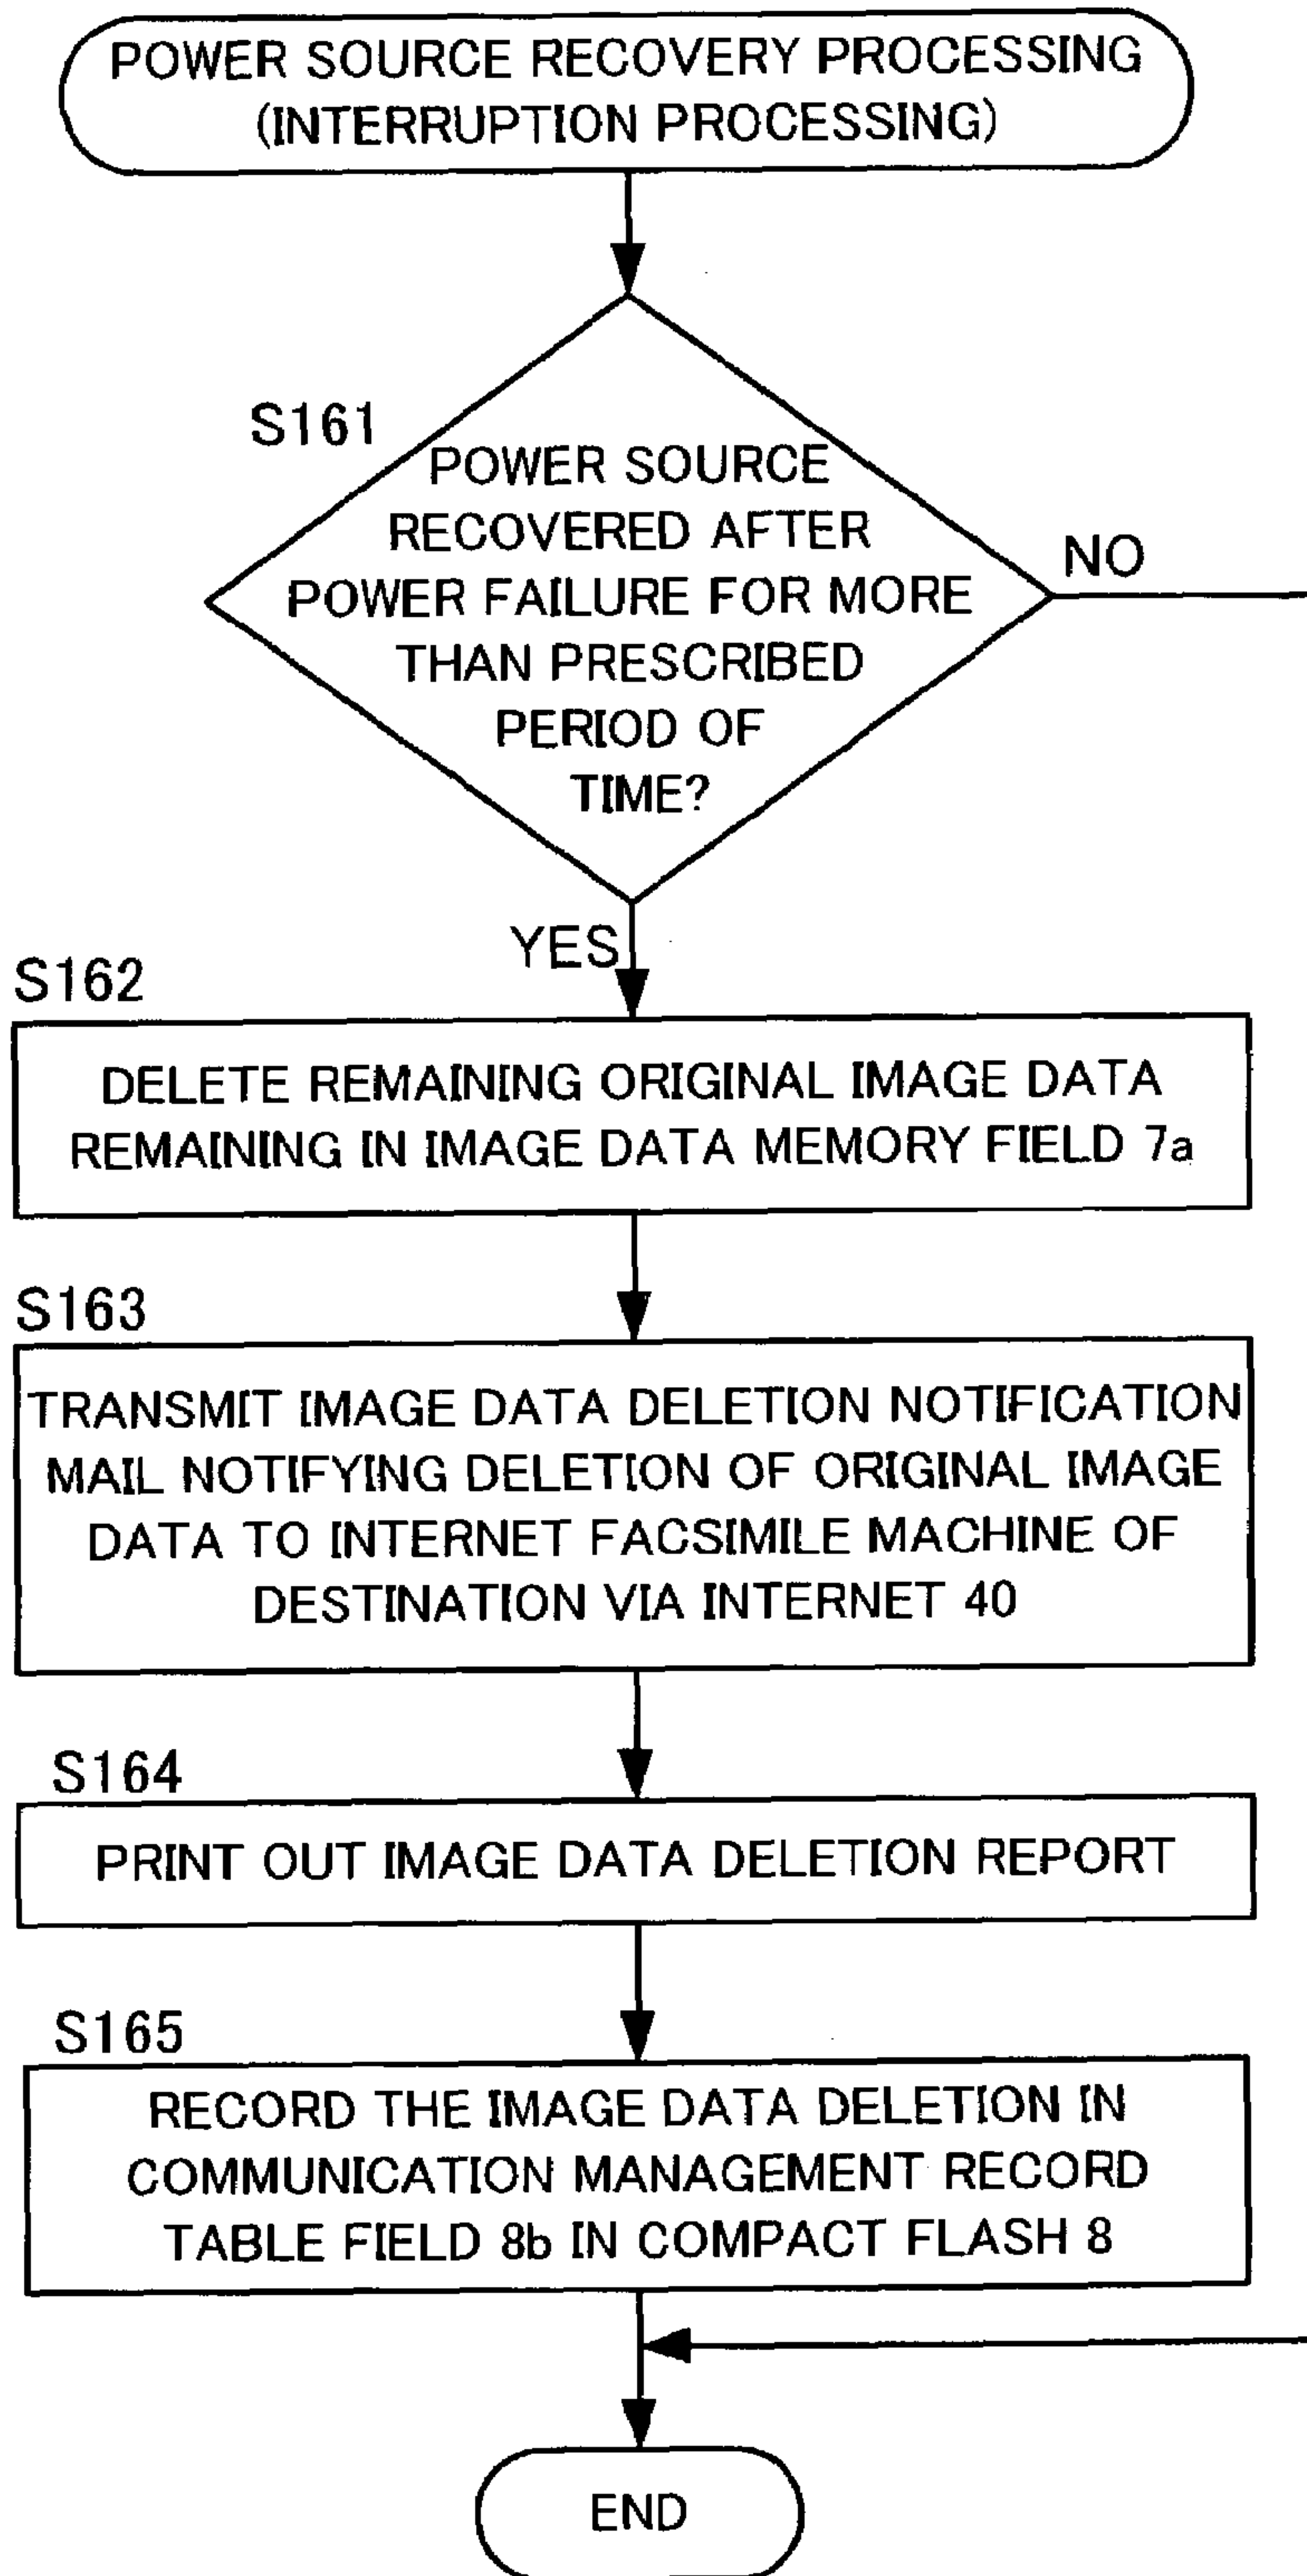 POWER SOURCE RECOVERY PROCESSING
(INTERRUPTION PROCESSING)
S161
POWER SOURCE
RECOVERED AFTER
POWER FAILURE FOR MORE
THAN PRESCRIBED
PERIOD OF
TIME?
NO
YES
S162
DELETE REMAINING ORIGINAL IMAGE DATA
REMAINING IN IMAGE DATA MEMORY FIELD 7a
S163
TRANSMIT IMAGE DATA DELETION NOTIFICATION
MAIL NOTIFYING DELETION OF ORIGINAL IMAGE
DATA TO INTERNET FACSIMILE MACHINE OF
DESTINATION VIA INTERNET 40
S164
PRINT OUT IMAGE DATA DELETION REPORT
S165
RECORD THE IMAGE DATA DELETION IN
COMMUNICATION MANAGEMENT RECORD
TABLE FIELD 8b IN COMPACT FLASH 8
END